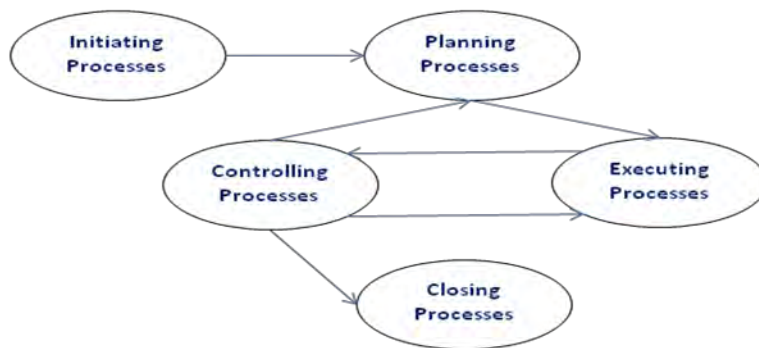 Initiating
Processes
Planning
Processes
Controlling
Processes
Executing
Processes
Closing
Processes